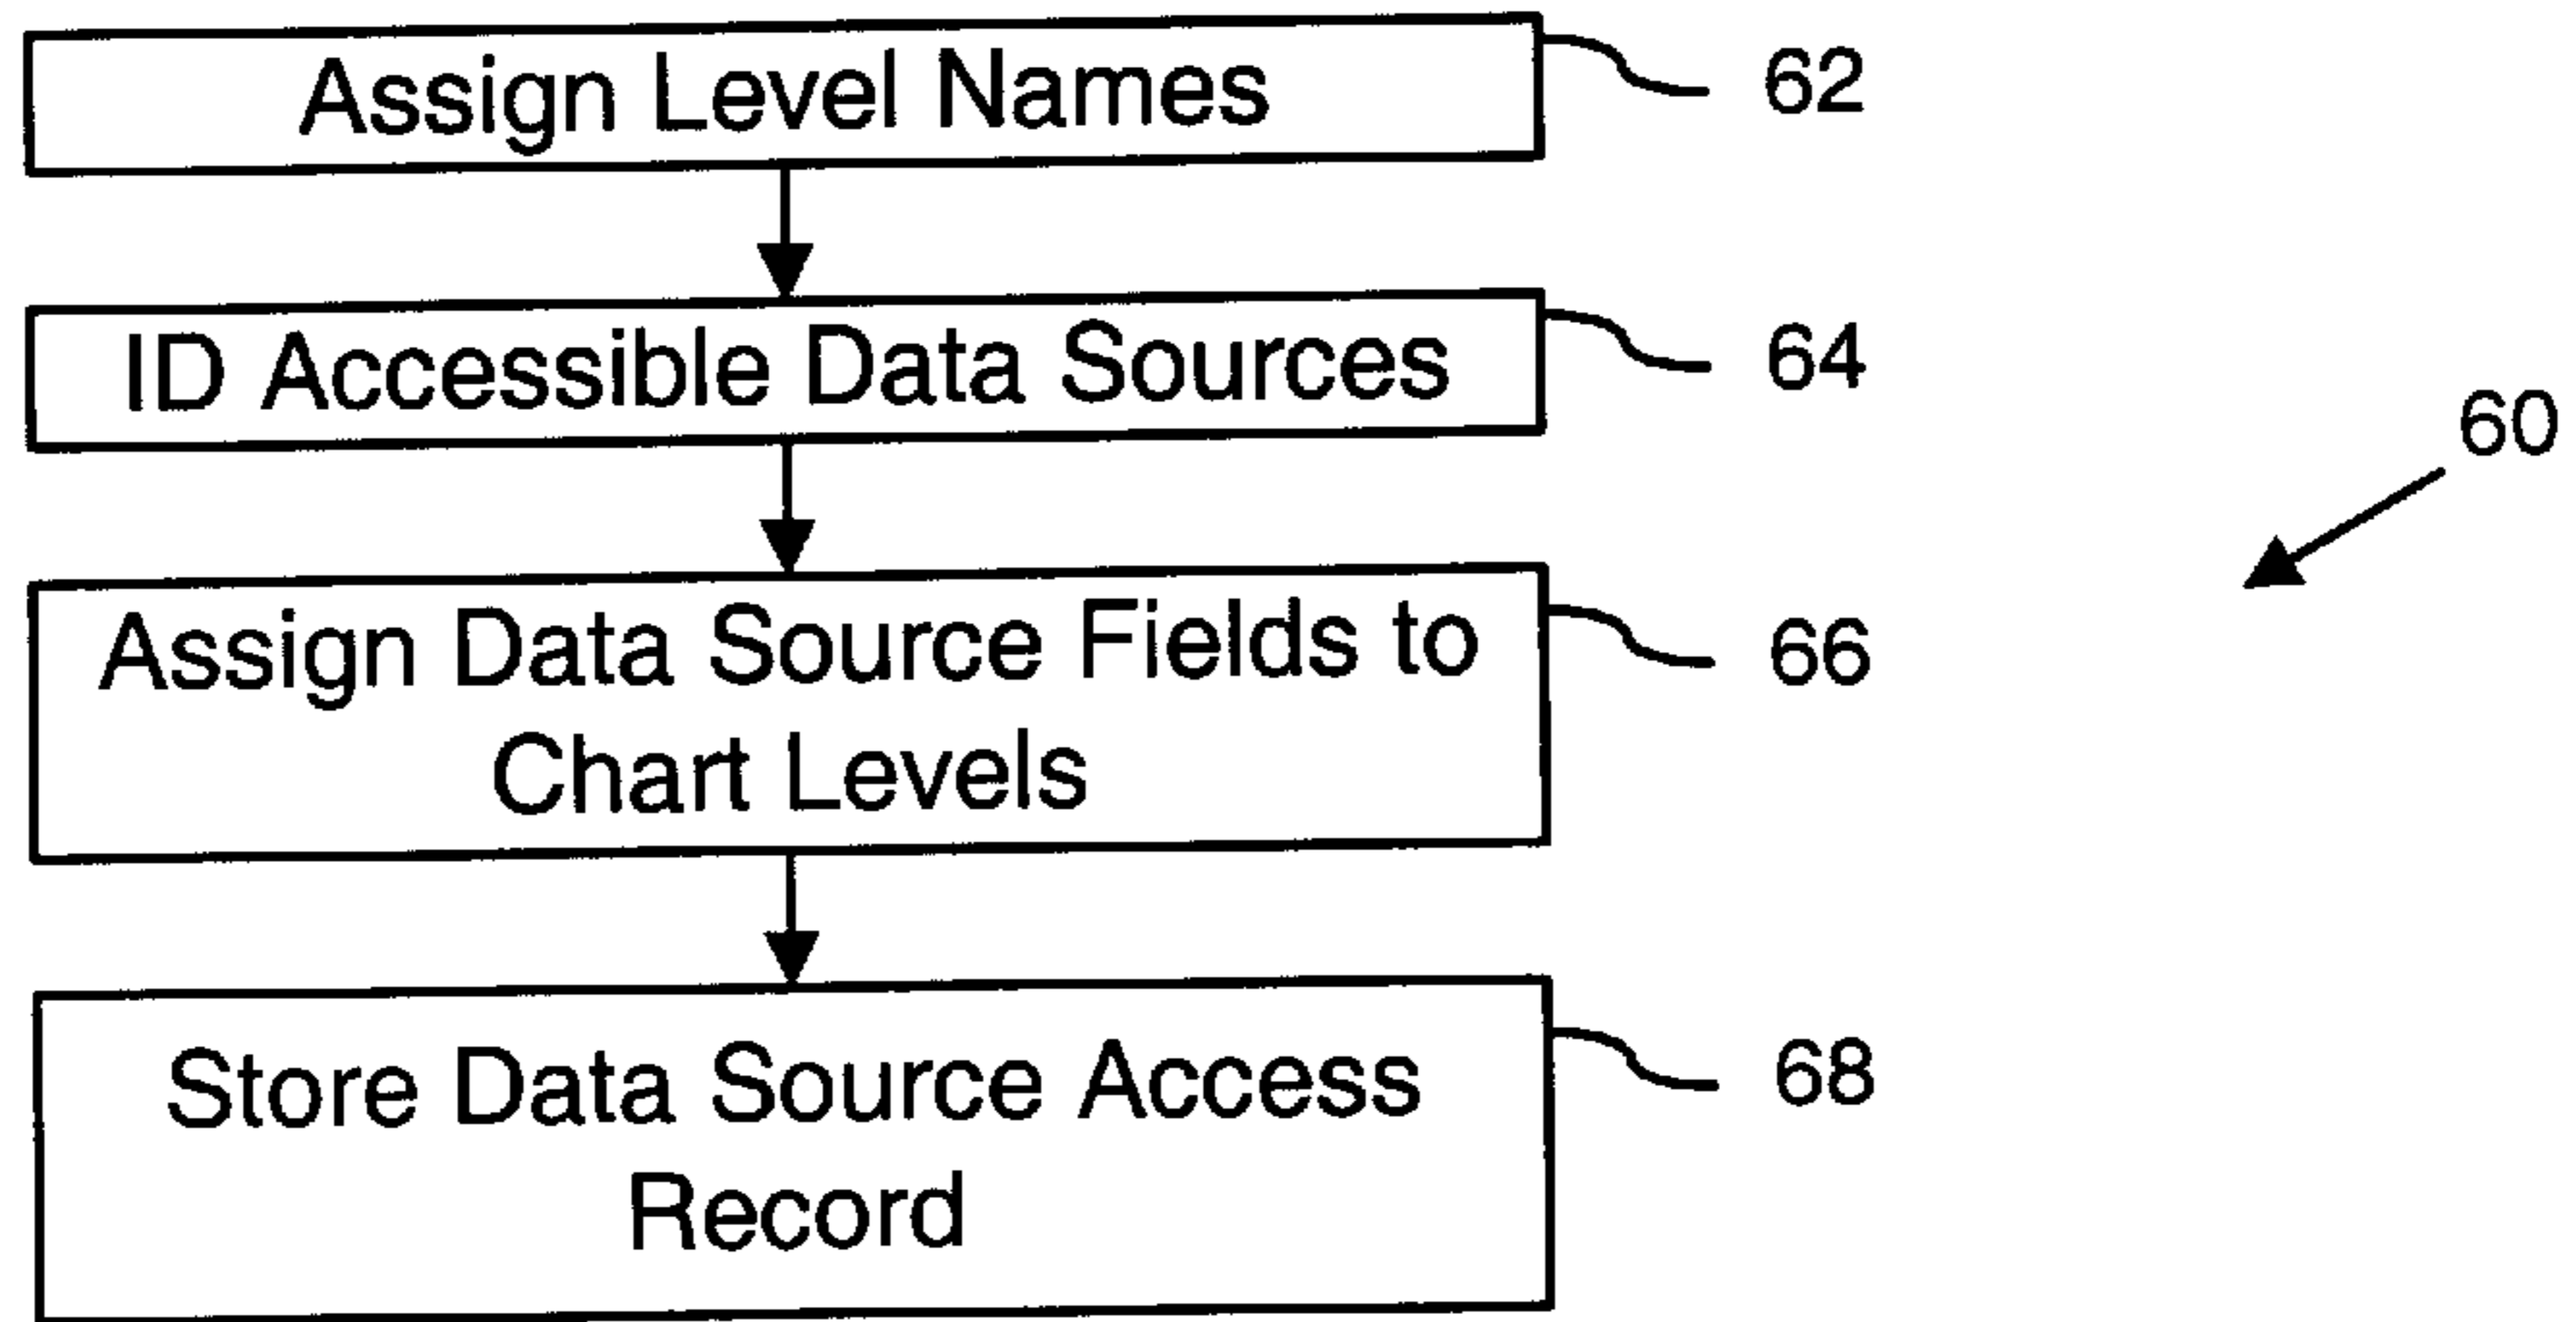 Assign Level Names
62
ID Accessible Data Sources
64
60
Assign Data Source Fields to
Chart Levels
66
Store Data Source Access
Record
68